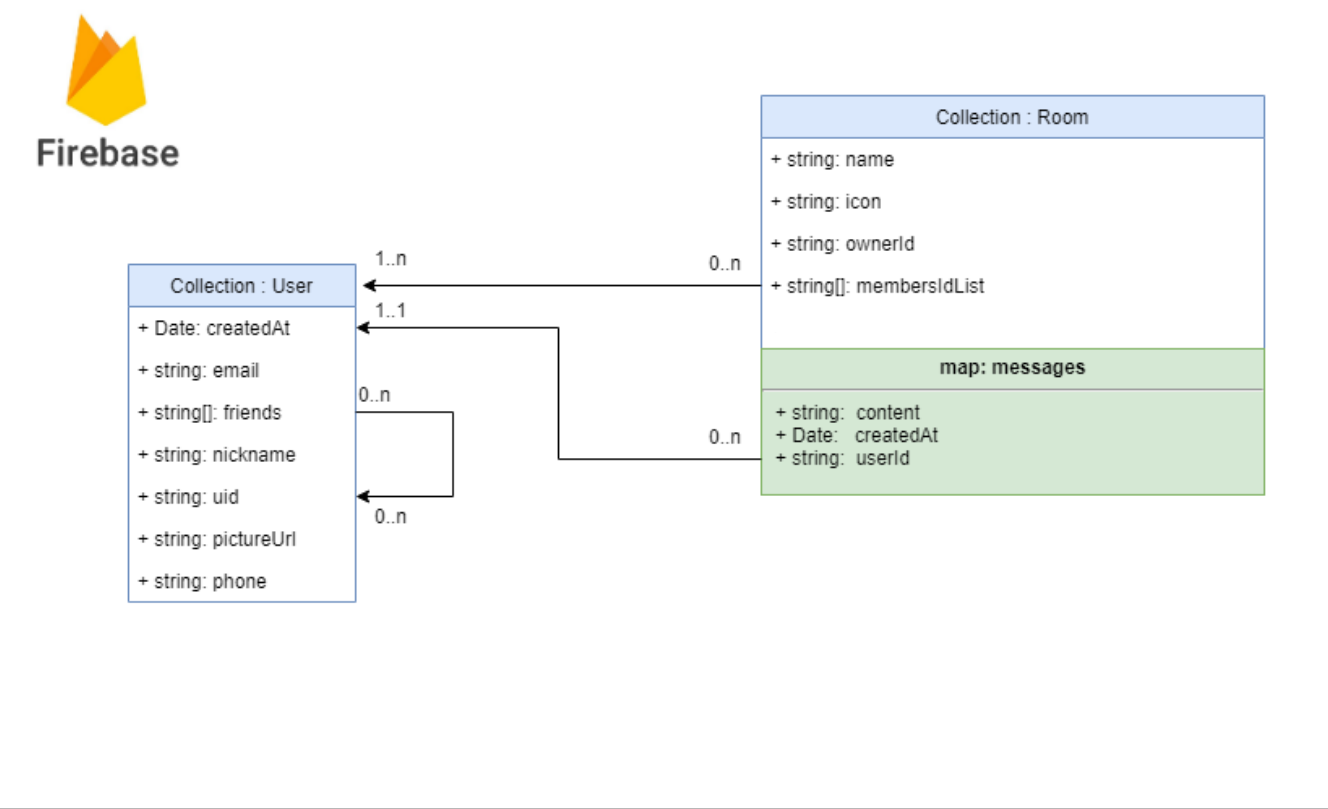 Firebase
Collection : Room
+ string: name
+ string: icon
+ string: ownerId
+ string[]: membersIdList
map: messages
+ string: content
+ Date: createdAt
+ string: userId
1..n
0..n
1..1
0..n
Collection : User
+ Date: createdAt
+ string: email
+ string[]: friends
+ string: nickname
+ string: uid
+ string: pictureUrl
+ string: phone
0..n
0..n